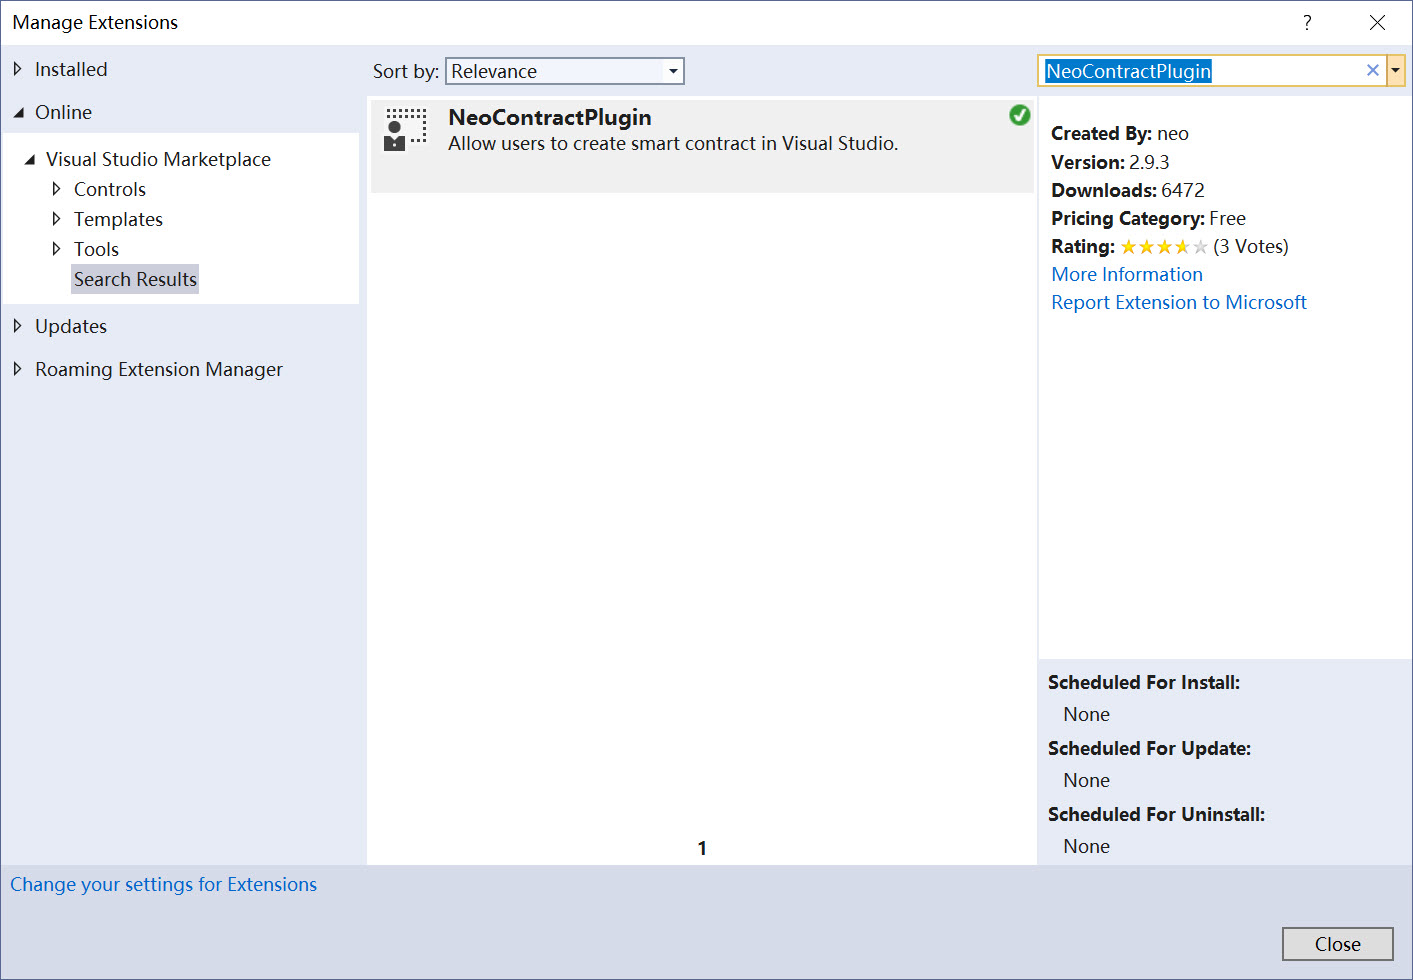 Manage Extensions
?
Installed
Online
Visual Studio Marketplace
Controls
Templates
Tools
Search Results
Updates
Roaming Extension Manager
Sort by: Relevance
NeoContractPlugin
Allow users to create smart contract in Visual Studio.
1
NeoContractPlugin
Created By: neo
Version: 2.9.3
Downloads: 6472
Pricing Category: Free
Rating: (3 Votes)
More Information
Report Extension to Microsoft
Scheduled For Install:
None
Scheduled For Update:
None
Scheduled For Uninstall:
None
Change your settings for Extensions
Close